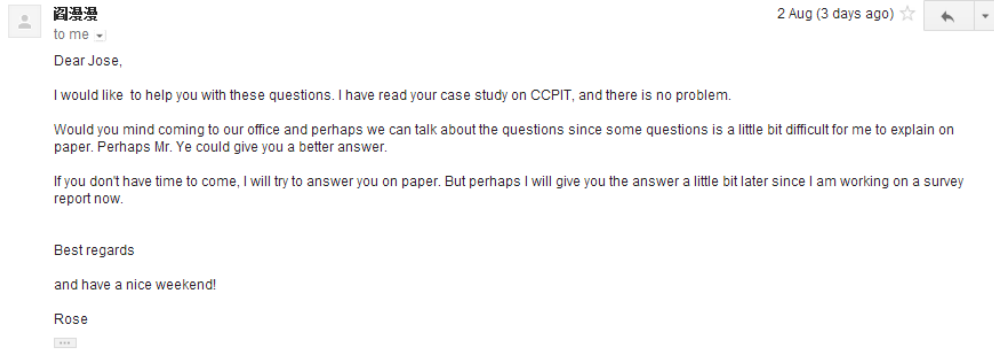 阎漫漫
2 Aug (3 days ago)
to me
Dear Jose,
I would like  to help you with these questions. I have read your case study on CCPIT, and there is no problem.
Would you mind coming to our office and perhaps we can talk about the questions since some questions is a little bit difficult for me to explain on
paper. Perhaps Mr. Ye could give you a better answer.
If you don't have time to come, I will try to answer you on paper. But perhaps I will give you the answer a little bit later since I am working on a survey
report now.
Best regards
and have a nice weekend!
Rose